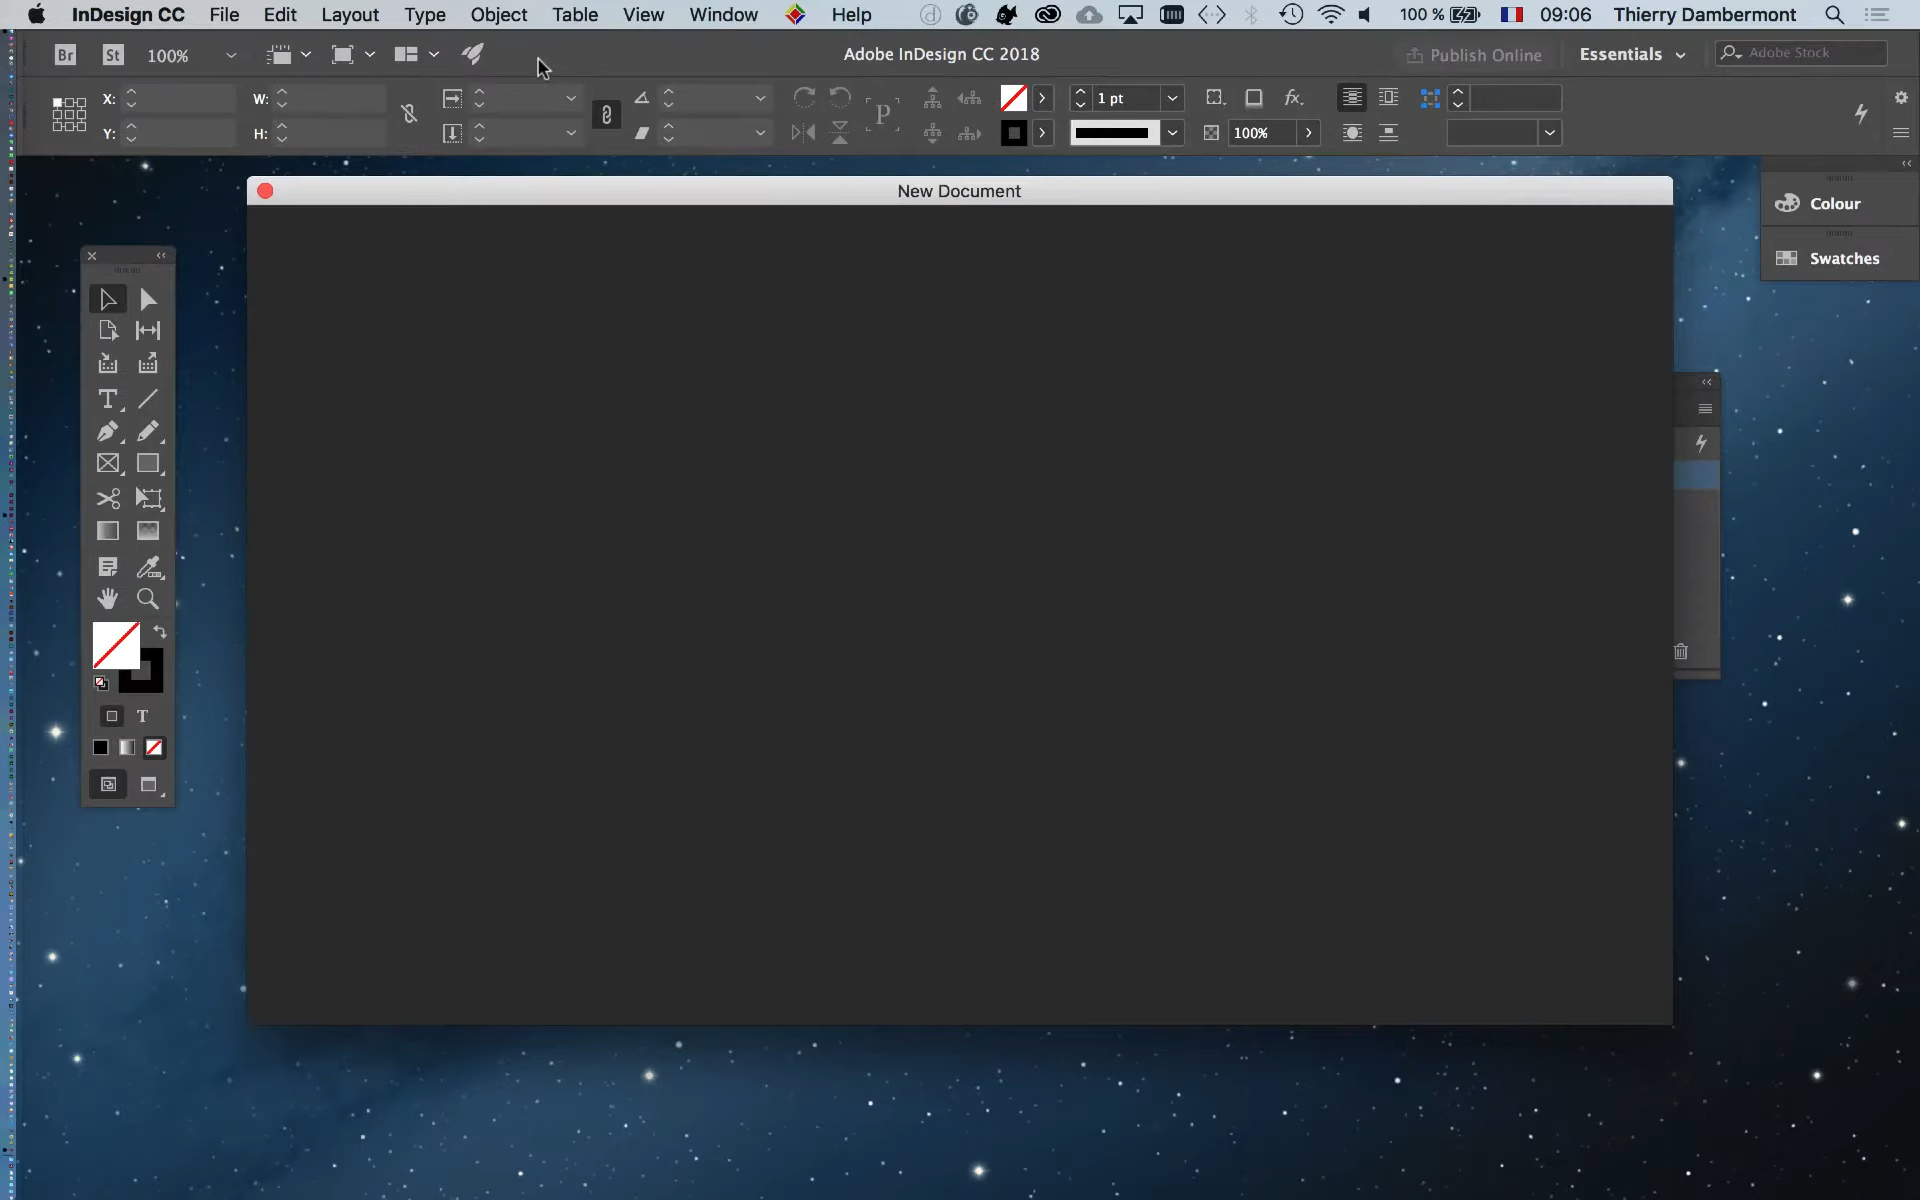 InDesign CC File Edit Layout Type Object Table View Window Help 100 % 09:06 Thierry Dambermont
Br St 100% Adobe InDesign CC 2018 Publish Online Essentials Adobe Stock
X: W: 1 pt fx.
Y: H: P 100%
New Document
Colour
Swatches
T
T